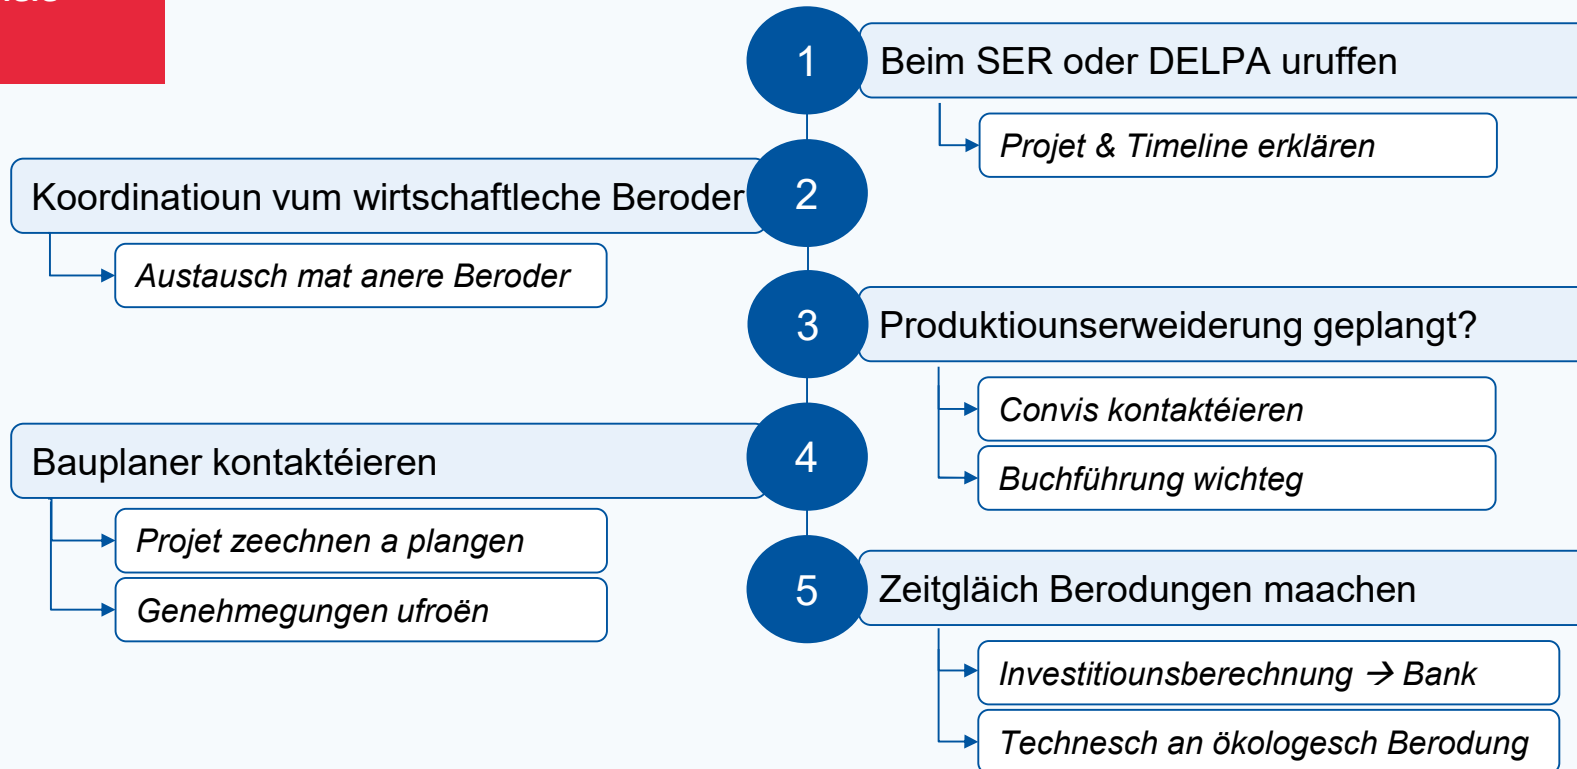 1
Beim SER oder DELPA uruffen
Projet & Timeline erklären
Koordinatioun vum wirtschaftleche Beroder
2
Austausch mat anere Beroder
3
Produktiounserweiderung geplangt?
Convis kontaktéieren
Buchführung wichteg
Bauplaner kontaktéieren
4
Projet zeechnen a plangen
Genehmegungen ufroën
5
Zeitgläich Berodungen maachen
Investitiounsberechnung → Bank
Technesch an ökologesch Berodung